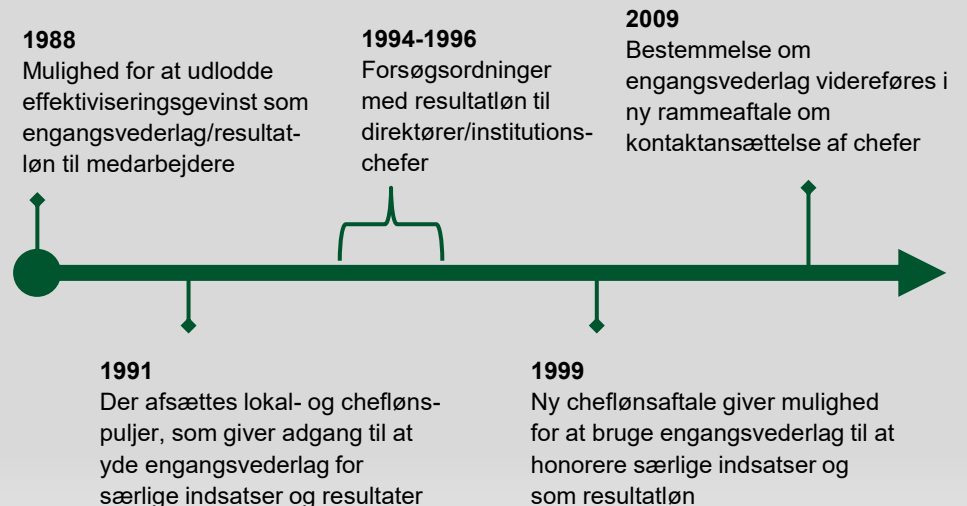 1988
Mulighed for at udlodde
effektiviseringsgevinst som
engangsvederlag/resultat-
løn til medarbejdere
1991
Der afsættes lokal- og chefløns-
puljer, som giver adgang til at
yde engangsvederlag for
særlige indsatser og resultater
1994-1996
Forsøgsordninger
med resultatløn til
direktører/institutions-
chefer
1999
Ny cheflønsaftale giver mulighed
for at bruge engangsvederlag til at
honorere særlige indsatser og
som resultatløn
2009
Bestemmelse om
engangsvederlag videreføres i
ny rammeaftale om
kontaktansættelse af chefer